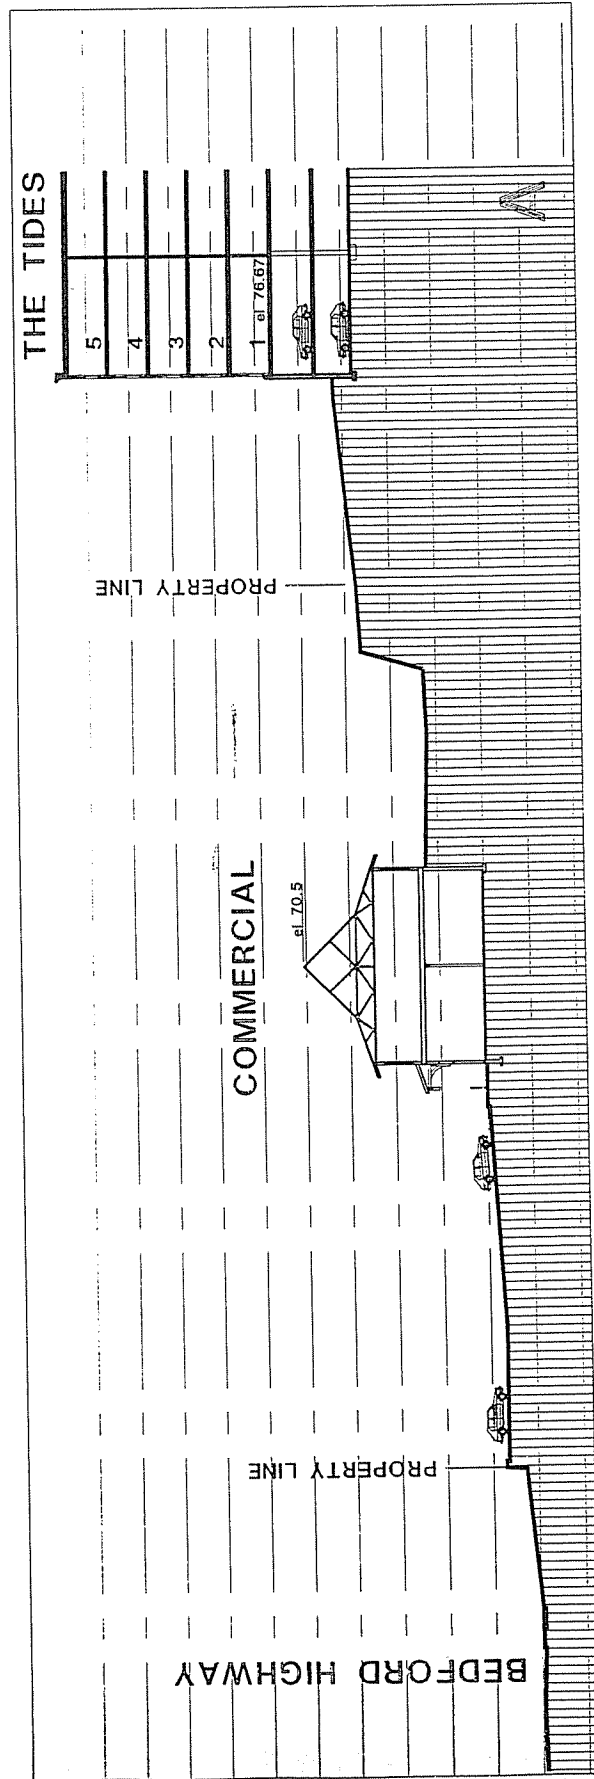 THE TIDES
5
4
3
2
1
el 76.67
A
PROPERTY LINE
COMMERCIAL
el 70.5
PROPERTY LINE
BEDFORD HIGHWAY